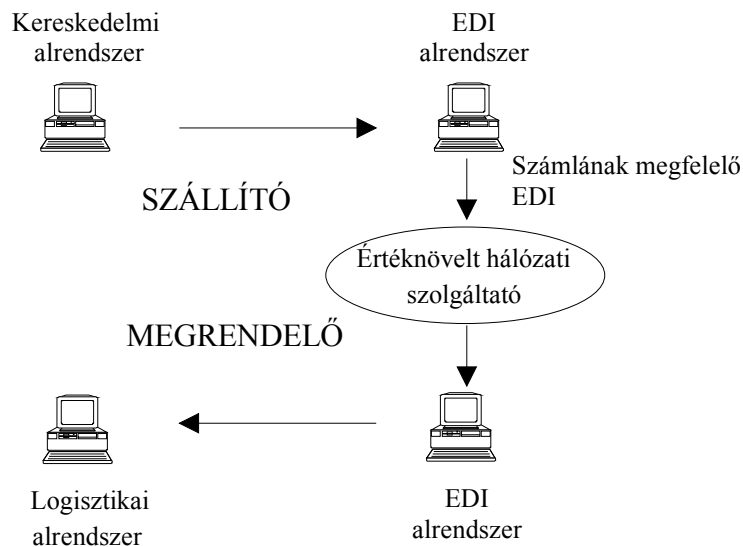 Kereskedelmi
alrendszer
EDI
alrendszer
Számlának megfelelő
EDI
SZÁLLÍTÓ
Értéknövelt hálózati
szolgáltató
MEGRENDELŐ
Logisztikai
alrendszer
EDI
alrendszer